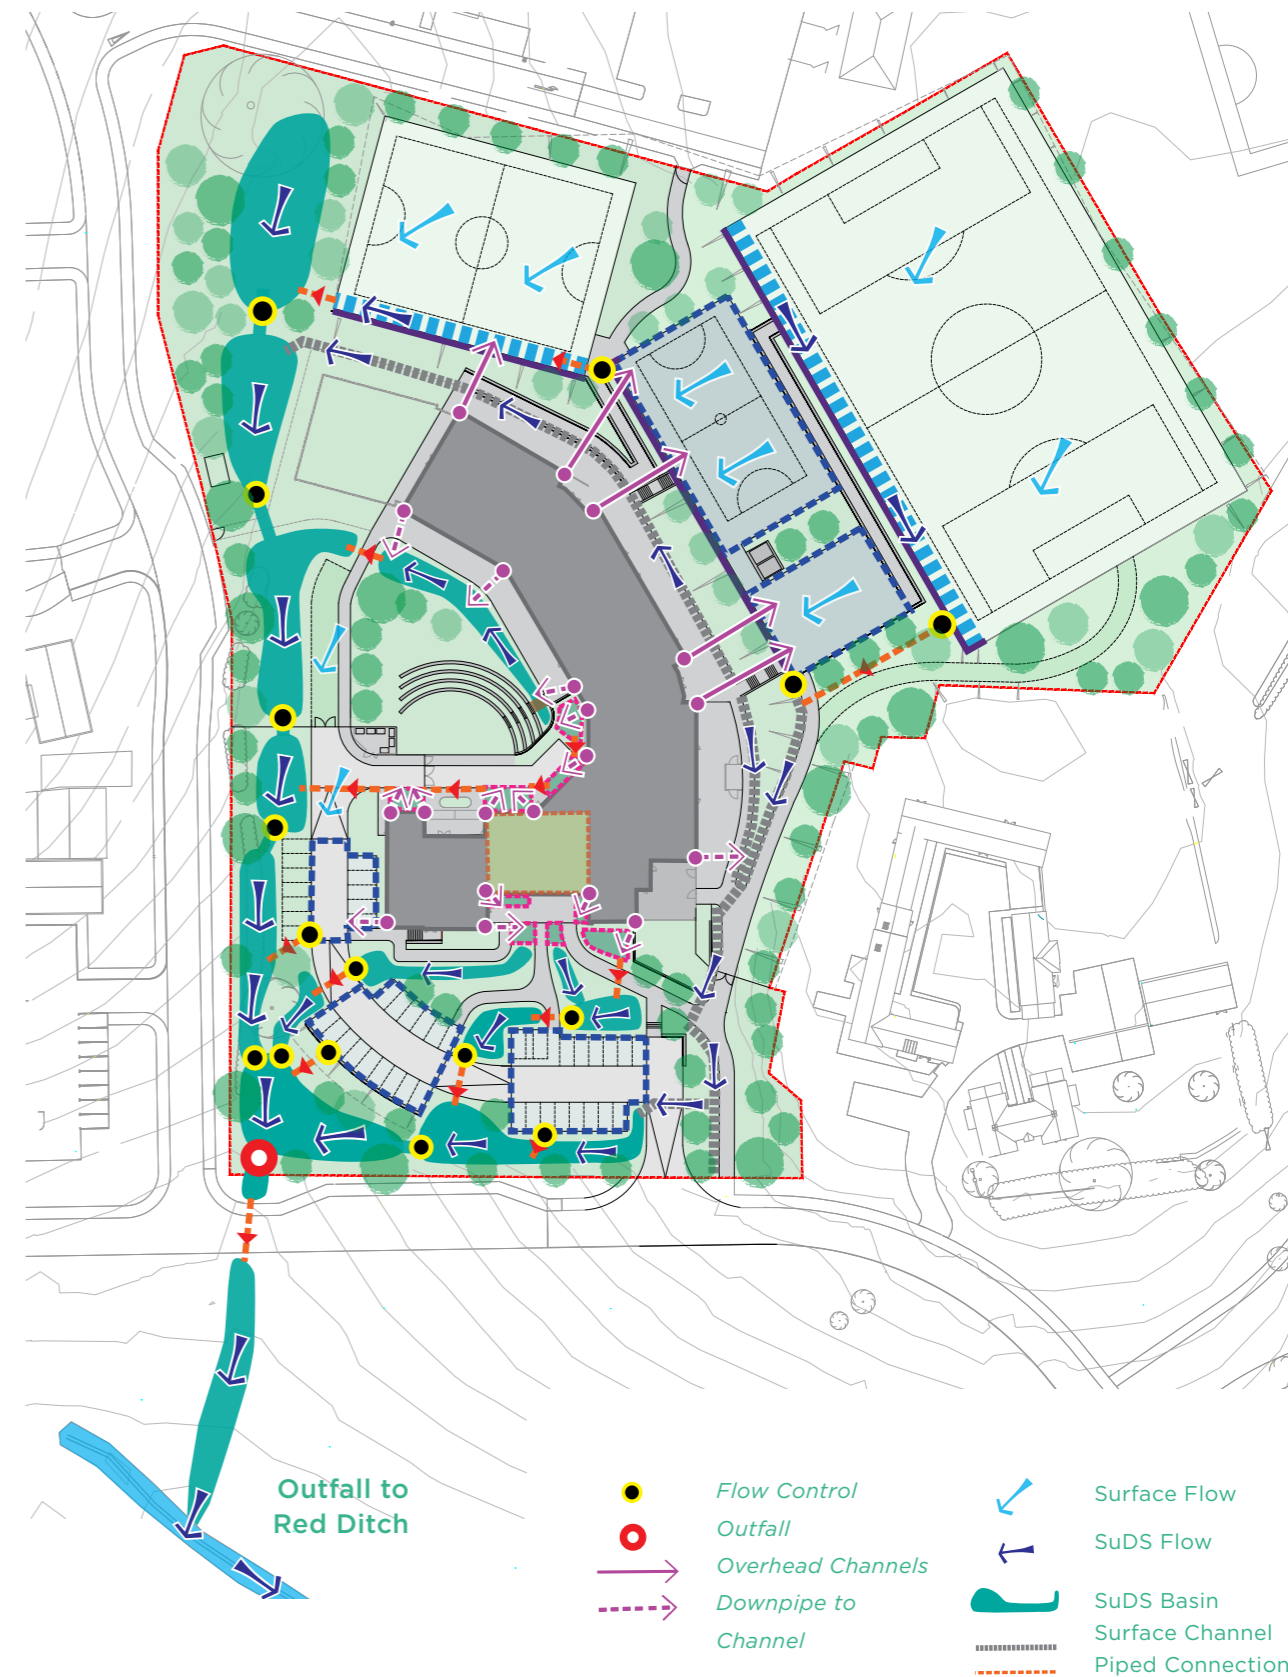 Outfall to
Red Ditch
Flow Control
Outfall
Overhead Channels
Downpipe to
Channel
Surface Flow
SuDS Flow
SuDS Basin
Surface Channel
Piped Connection